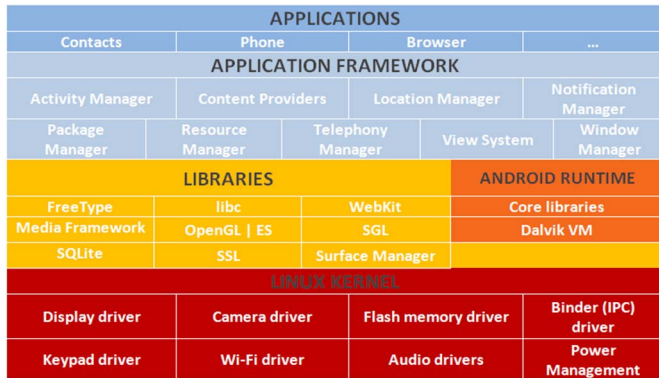 APPLICATIONS
Contacts Phone Browser ...
APPLICATION FRAMEWORK
Activity Manager Content Providers Location Manager Notification Manager
Package Manager Resource Manager Telephony Manager View System Window Manager
LIBRARIES ANDROID RUNTIME
FreeType libc WebKit Core libraries
Media Framework OpenGL | ES SGL Dalvik VM
SQLite SSL Surface Manager
LINUX KERNEL
Display driver Camera driver Flash memory driver Binder (IPC) driver
Keypad driver Wi-Fi driver Audio drivers Power Management